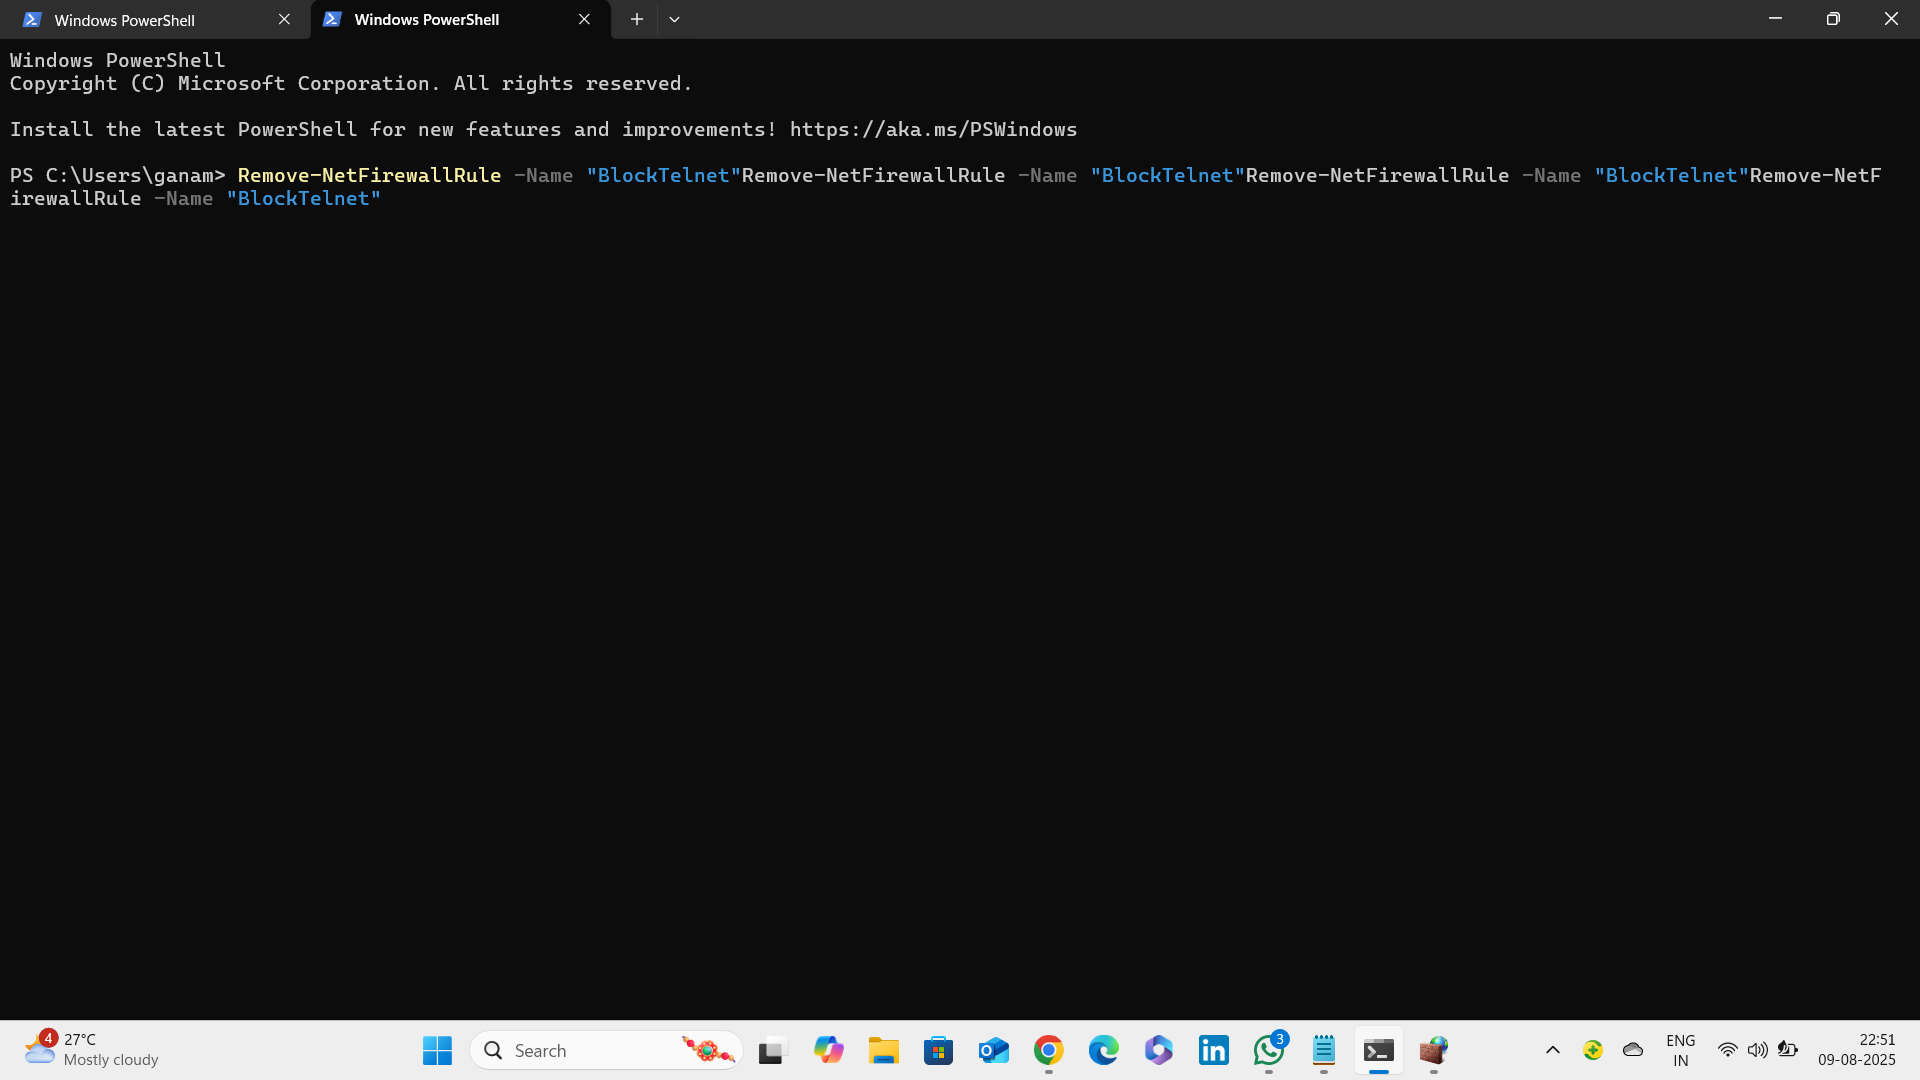 Windows PowerShell
Windows PowerShell
Windows PowerShell
Copyright (C) Microsoft Corporation. All rights reserved.
Install the latest PowerShell for new features and improvements! https://aka.ms/PSWindows
PS C:\Users\ganam> Remove-NetFirewallRule -Name "BlockTelnet"Remove-NetFirewallRule -Name "BlockTelnet"Remove-NetFirewallRule -Name "BlockTelnet"Remove-NetF
irewallRule -Name "BlockTelnet"
4
27°C
Mostly cloudy
Search
3
ENG
IN
22:51
09-08-2025